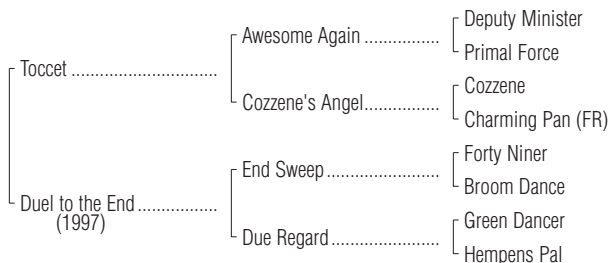 Deputy Minister
Awesome Again ................
Primal Force
Toccet ...............................
Cozzene
Cozzene's Angel................
Charming Pan (FR)
Forty Niner
End Sweep ........................
Broom Dance
Duel to the End .................
(1997)
Green Dancer
Due Regard .......................
Hempens Pal